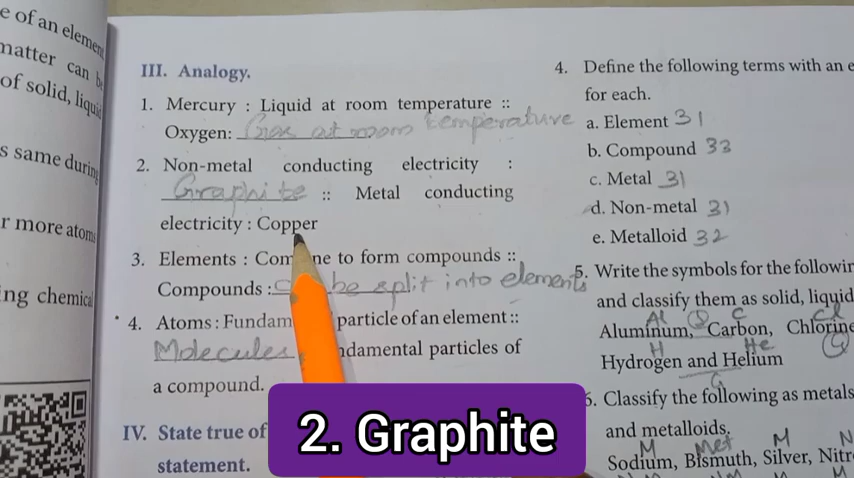 e of an element
matter can b
of solid, liqu
s same during
r more atoms
ing chemical
III. Analogy.
1. Mercury : Liquid at room temperature ::
Oxygen: Gas at room temperature
2. Non-metal conducting electricity :
Graphite :: Metal conducting
electricity : Copper
3. Elements : Com ne to form compounds ::
Compounds : be split into elements
4. Atoms : Fundam particle of an element ::
Molecules ndamental particles of
a compound.
IV. State true of
statement.
4. Define the following terms with an e
for each.
a. Element 31
b. Compound 33
c. Metal 31
d. Non-metal 31
e. Metalloid 32
5. Write the symbols for the followin
and classify them as solid, liquid
Al C Cl
Aluminum, Carbon, Chlorine
H He
Hydrogen and Helium
6. Classify the following as metals
and metalloids.
M Met M N
Sodium, Bismuth, Silver, Nitr
2. Graphite